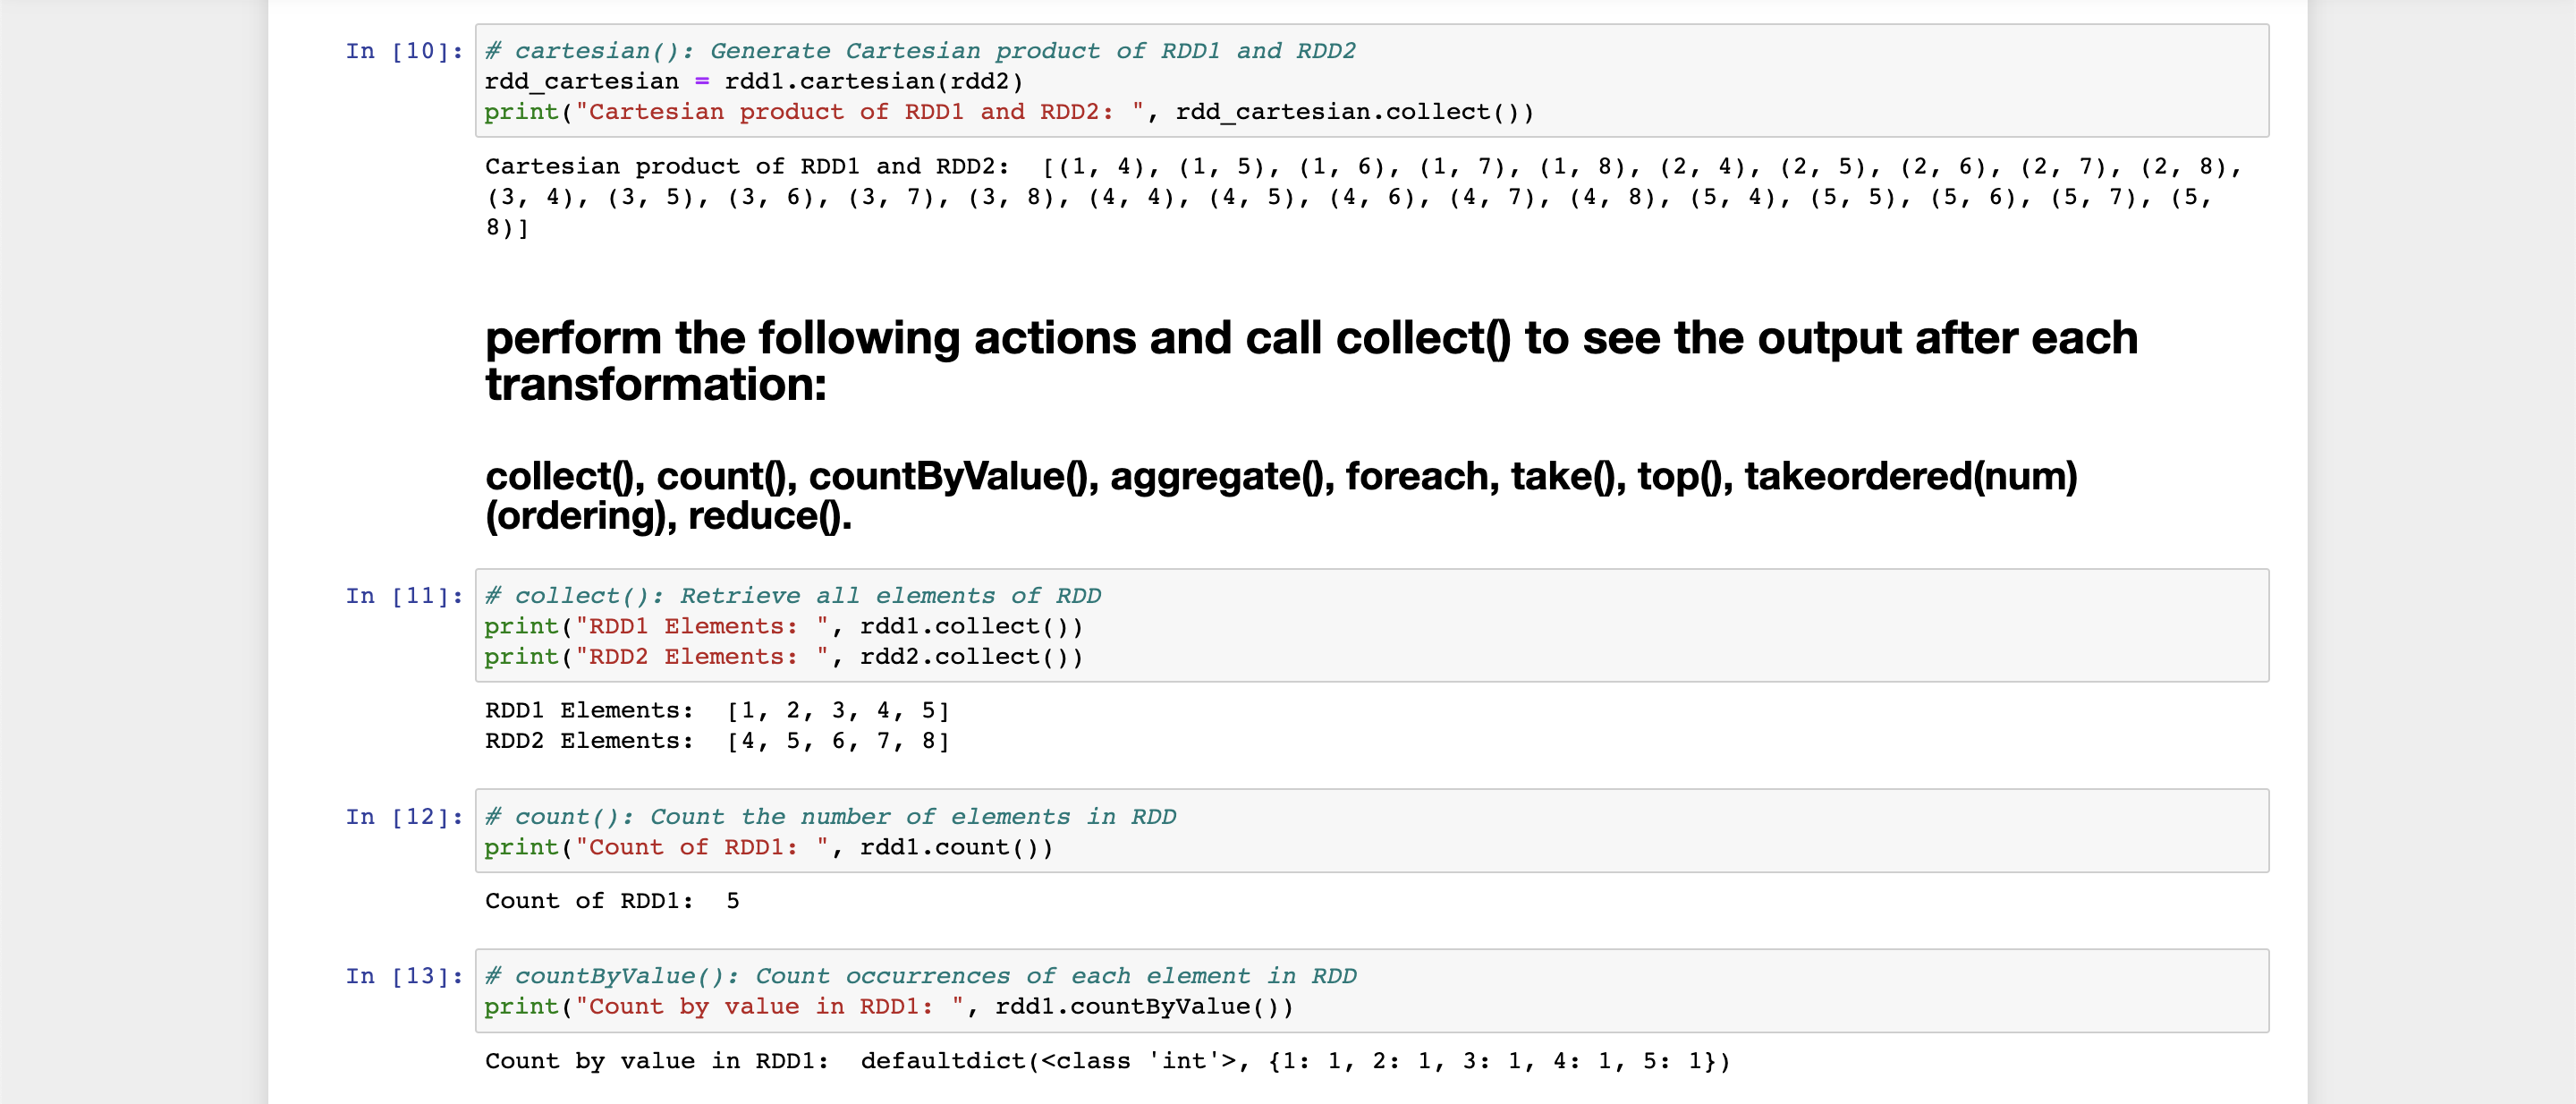 In [10]: # cartesian(): Generate Cartesian product of RDD1 and RDD2
rdd_cartesian = rdd1.cartesian(rdd2)
print("Cartesian product of RDD1 and RDD2: ", rdd_cartesian.collect())
Cartesian product of RDD1 and RDD2:  [(1, 4), (1, 5), (1, 6), (1, 7), (1, 8), (2, 4), (2, 5), (2, 6), (2, 7), (2, 8),
(3, 4), (3, 5), (3, 6), (3, 7), (3, 8), (4, 4), (4, 5), (4, 6), (4, 7), (4, 8), (5, 4), (5, 5), (5, 6), (5, 7), (5,
8)]
perform the following actions and call collect() to see the output after each
transformation:
collect(), count(), countByValue(), aggregate(), foreach, take(), top(), takeordered(num)
(ordering), reduce().
In [11]: # collect(): Retrieve all elements of RDD
print("RDD1 Elements: ", rdd1.collect())
print("RDD2 Elements: ", rdd2.collect())
RDD1 Elements:  [1, 2, 3, 4, 5]
RDD2 Elements:  [4, 5, 6, 7, 8]
In [12]: # count(): Count the number of elements in RDD
print("Count of RDD1: ", rdd1.count())
Count of RDD1:  5
In [13]: # countByValue(): Count occurrences of each element in RDD
print("Count by value in RDD1: ", rdd1.countByValue())
Count by value in RDD1:  defaultdict(<class 'int'>, {1: 1, 2: 1, 3: 1, 4: 1, 5: 1})